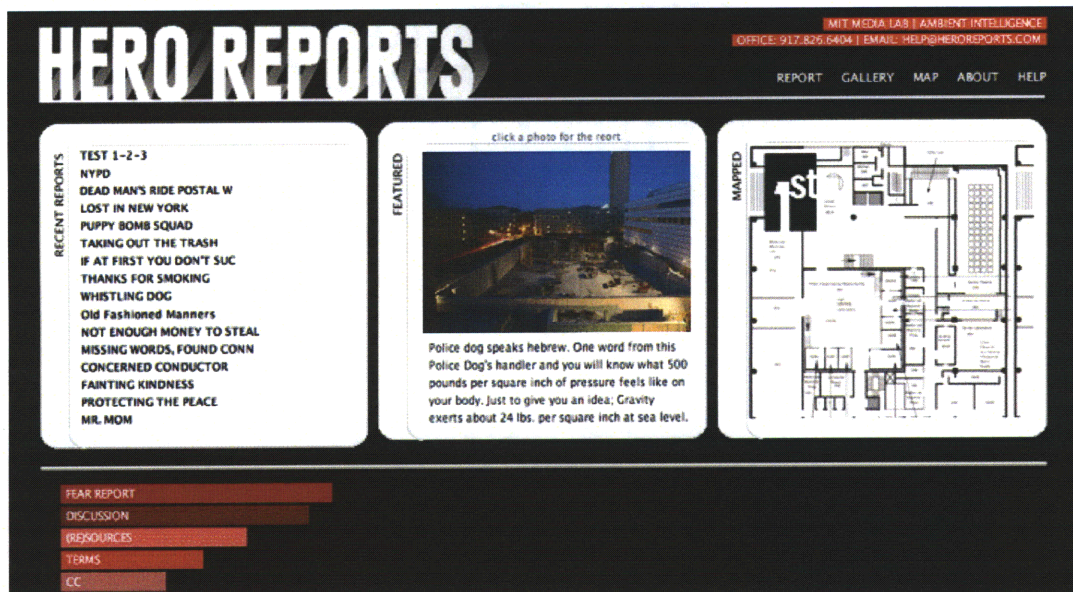 HERO REPORTS
MIT MEDIA LAB | AMBIENT INTELLIGENCE
OFFICE: 917.826.6404 | EMAIL: HELP@HEROREPORTS.COM
REPORT GALLERY MAP ABOUT HELP
RECENT REPORTS
TEST 1-2-3
NYPD
DEAD MAN'S RIDE POSTAL W
LOST IN NEW YORK
PUPPY BOMB SQUAD
TAKING OUT THE TRASH
IF AT FIRST YOU DON'T SUC
THANKS FOR SMOKING
WHISTLING DOG
Old Fashioned Manners
NOT ENOUGH MONEY TO STEAL
MISSING WORDS, FOUND CONN
CONCERNED CONDUCTOR
FAINTING KINDNESS
PROTECTING THE PEACE
MR. MOM
FEATURED
click a photo for the reort
Police dog speaks hebrew. One word from this
Police Dog's handler and you will know what 500
pounds per square inch of pressure feels like on
your body. Just to give you an idea; Gravity
exerts about 24 lbs. per square inch at sea level.
MAPPED
1st
FEAR REPORT
DISCUSSION
(RE)SOURCES
TERMS
CC